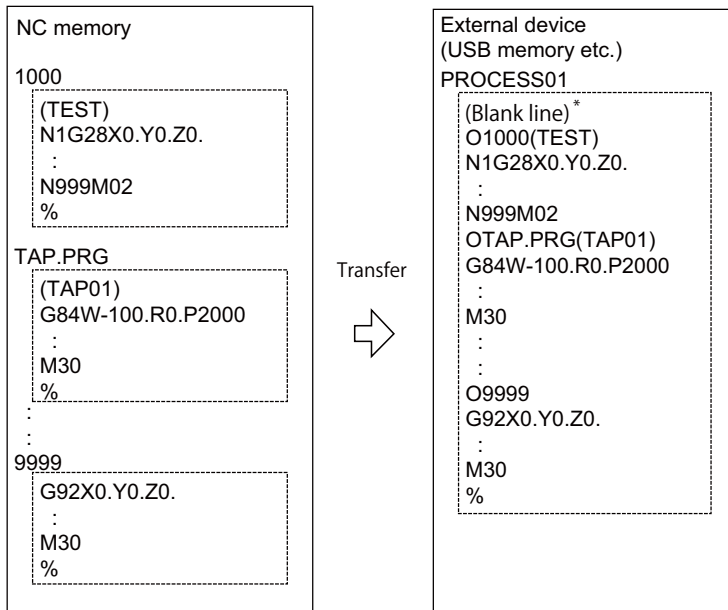 NC memory
1000
(TEST)
N1G28X0.Y0.Z0.
:
N999M02
%
TAP.PRG
(TAP01)
G84W-100.R0.P2000
:
M30
%
:
:
9999
G92X0.Y0.Z0.
:
M30
%
Transfer
External device
(USB memory etc.)
PROCESS01
(Blank line) *
O1000(TEST)
N1G28X0.Y0.Z0.
:
N999M02
OTAP.PRG(TAP01)
G84W-100.R0.P2000
:
M30
:
:
O9999
G92X0.Y0.Z0.
:
M30
%